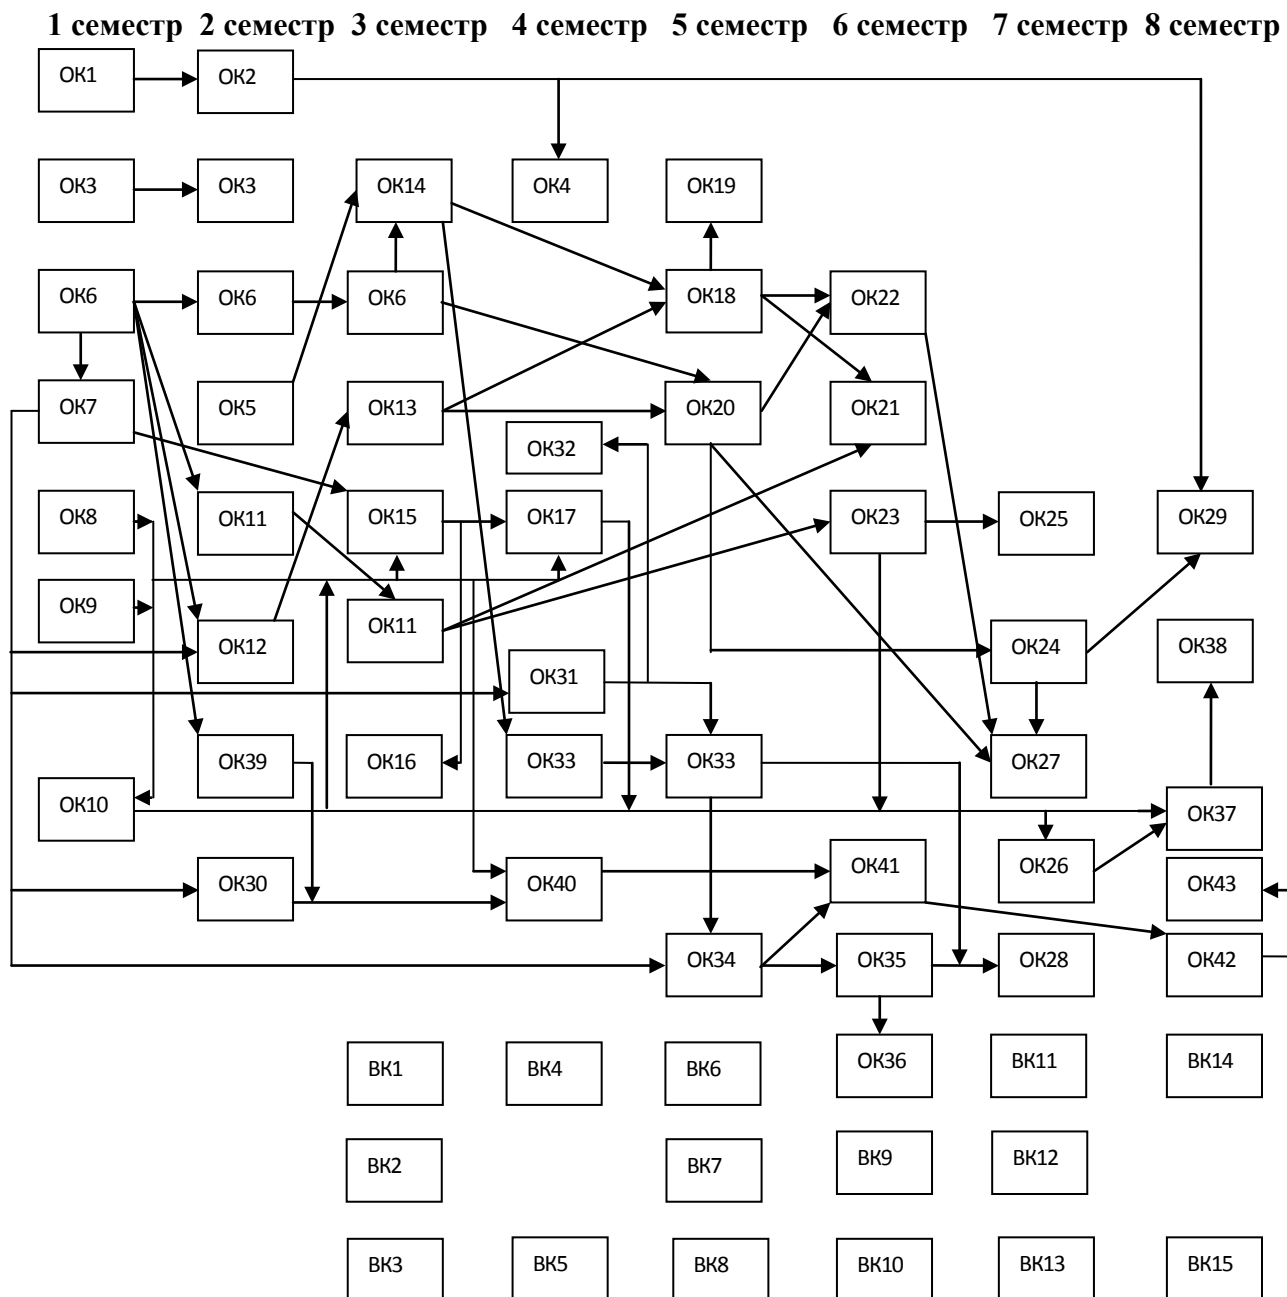 1 семестр 2 семестр 3 семестр 4 семестр 5 семестр 6 семестр 7 семестр 8 семестр
ОК1 ОК2
ОК3 ОК3 ОК14 ОК4 ОК19
ОК6 ОК6 ОК6 ОК18 ОК22
ОК7 ОК5 ОК13 ОК20 ОК21
ОК32
ОК8 ОК11 ОК15 ОК17 ОК23 ОК25 ОК29
ОК9 ОК11
ОК12 ОК24 ОК38
ОК31
ОК39 ОК16 ОК33 ОК33 ОК27
ОК10 ОК37
ОК30 ОК40 ОК41 ОК26 ОК43
ОК34 ОК35 ОК28 ОК42
ВК1 ВК4 ВК6 ОК36 ВК11 ВК14
ВК2 ВК7 ВК9 ВК12
ВК3 ВК5 ВК8 ВК10 ВК13 ВК15